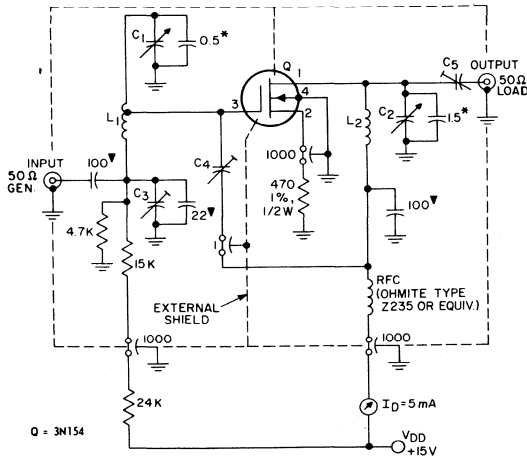 C1
0.5*
Q
1
4
3
2
C5
OUTPUT
50Ω
LOAD
L1
L2
C2
1.5*
INPUT
50Ω
GEN.
100▼
C4
1000
C3
22▼
470
1%,
1/2W
100▼
4.7K
15K
1
RFC
(OHMITE TYPE
Z235 OR EQUIV.)
EXTERNAL
SHIELD
1000
1000
24K
ID=5mA
Q = 3N154
VDD
+15V